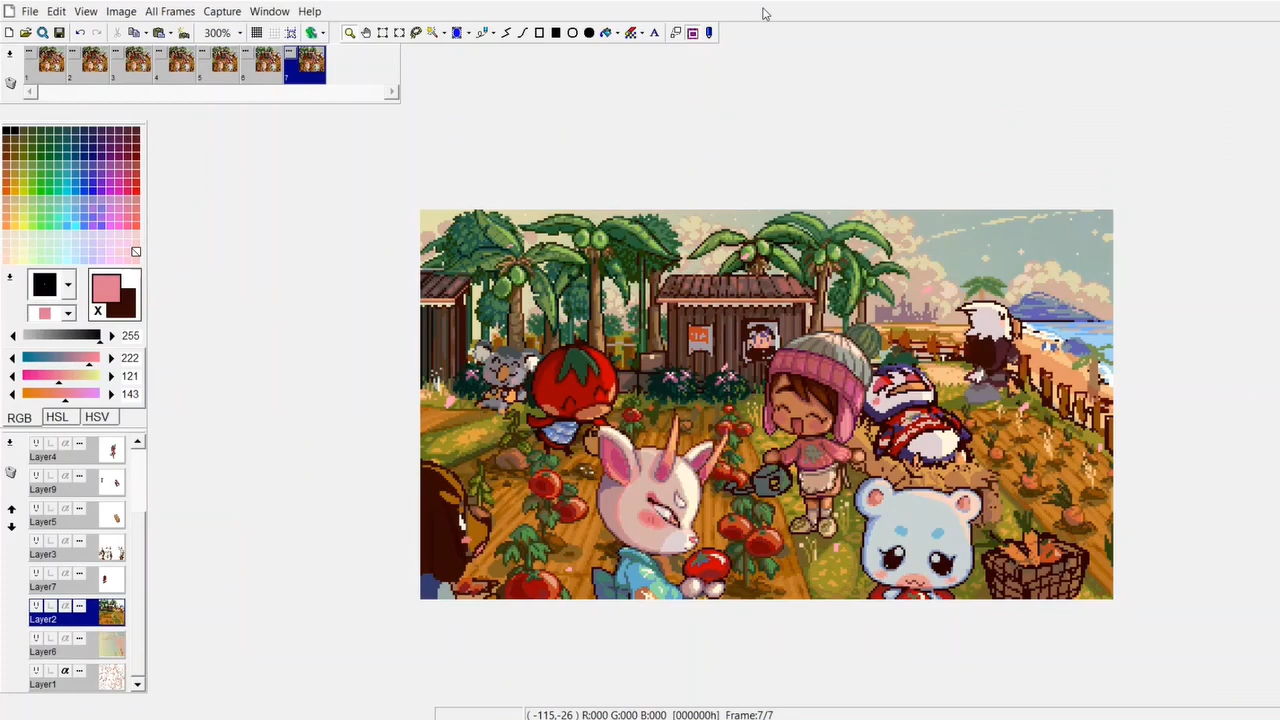 File Edit View Image All Frames Capture Window Help
300%
1 2 3 4 5 6 7
X
255
222
121
143
RGB HSL HSV
Layer4
Layer9
Layer5
Layer3
Layer7
Layer2
Layer6
Layer1
( -115,-26 ) R:000 G:000 B:000 [000000h] Frame:7/7